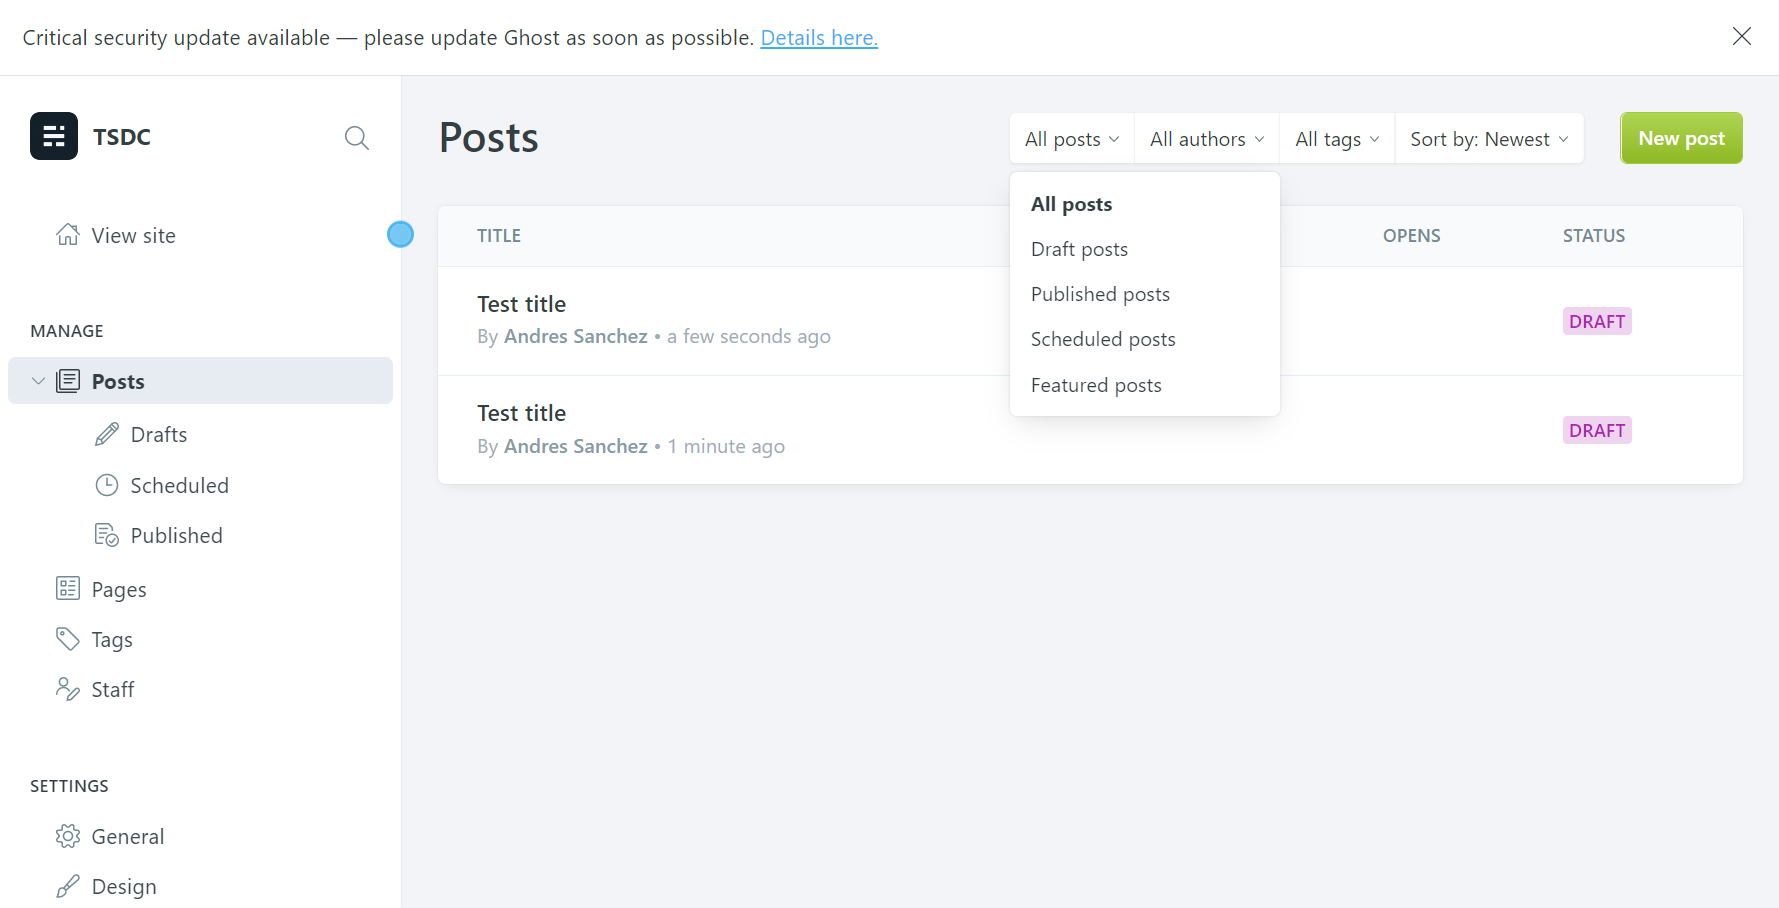 Critical security update available — please update Ghost as soon as possible. Details here.
TSDC
View site
MANAGE
Posts
Drafts
Scheduled
Published
Pages
Tags
Staff
SETTINGS
General
Design
Posts
All posts
All authors
All tags
Sort by: Newest
New post
All posts
Draft posts
Published posts
Scheduled posts
Featured posts
TITLE
OPENS
STATUS
Test title
By Andres Sanchez • a few seconds ago
DRAFT
Test title
By Andres Sanchez • 1 minute ago
DRAFT